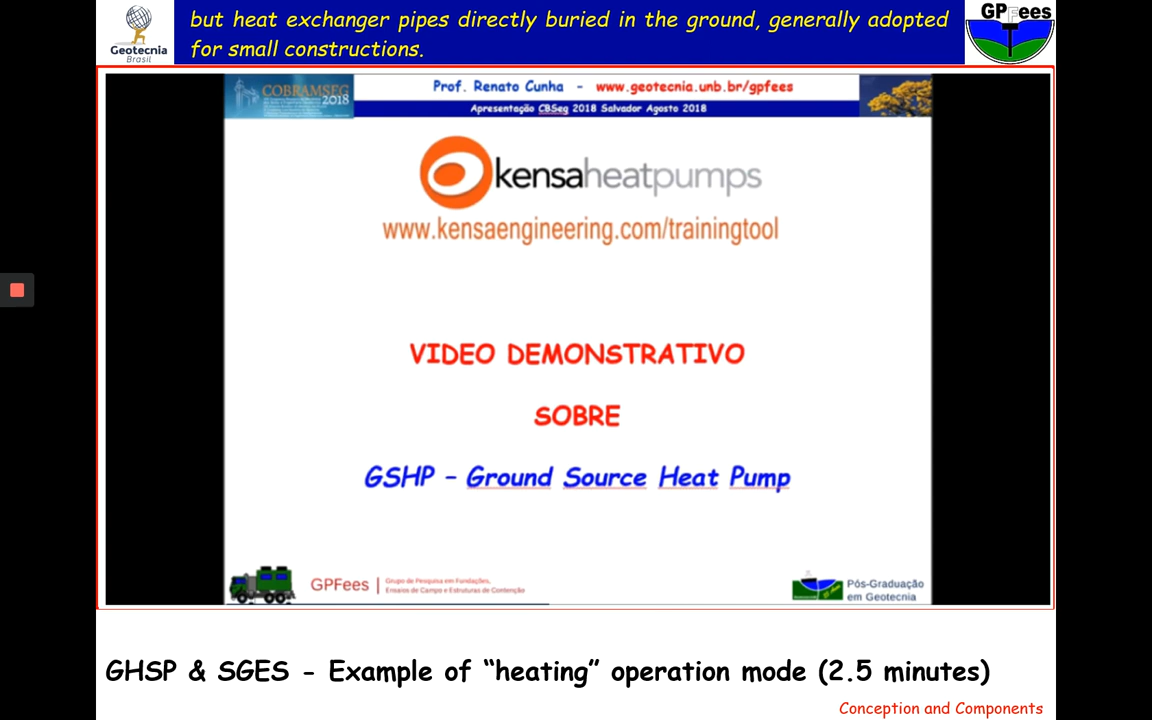 but heat exchanger pipes directly buried in the ground, generally adopted
for small constructions.
Geotecnia
Brasil
GPFees
COBRAMSEG
2018
Prof. Renato Cunha - www.geotecnia.unb.br/gpfees
Apresentação CBSeg 2018 Salvador Agosto 2018
kensaheatpumps
www.kensaengineering.com/trainingtool
VIDEO DEMONSTRATIVO
SOBRE
GSHP – Ground Source Heat Pump
GPFees
Grupo de Pesquisa em Fundações,
Ensaios de Campo e Estruturas de Contenção
Pós-Graduação
em Geotecnia
GHSP & SGES - Example of “heating” operation mode (2.5 minutes)
Conception and Components